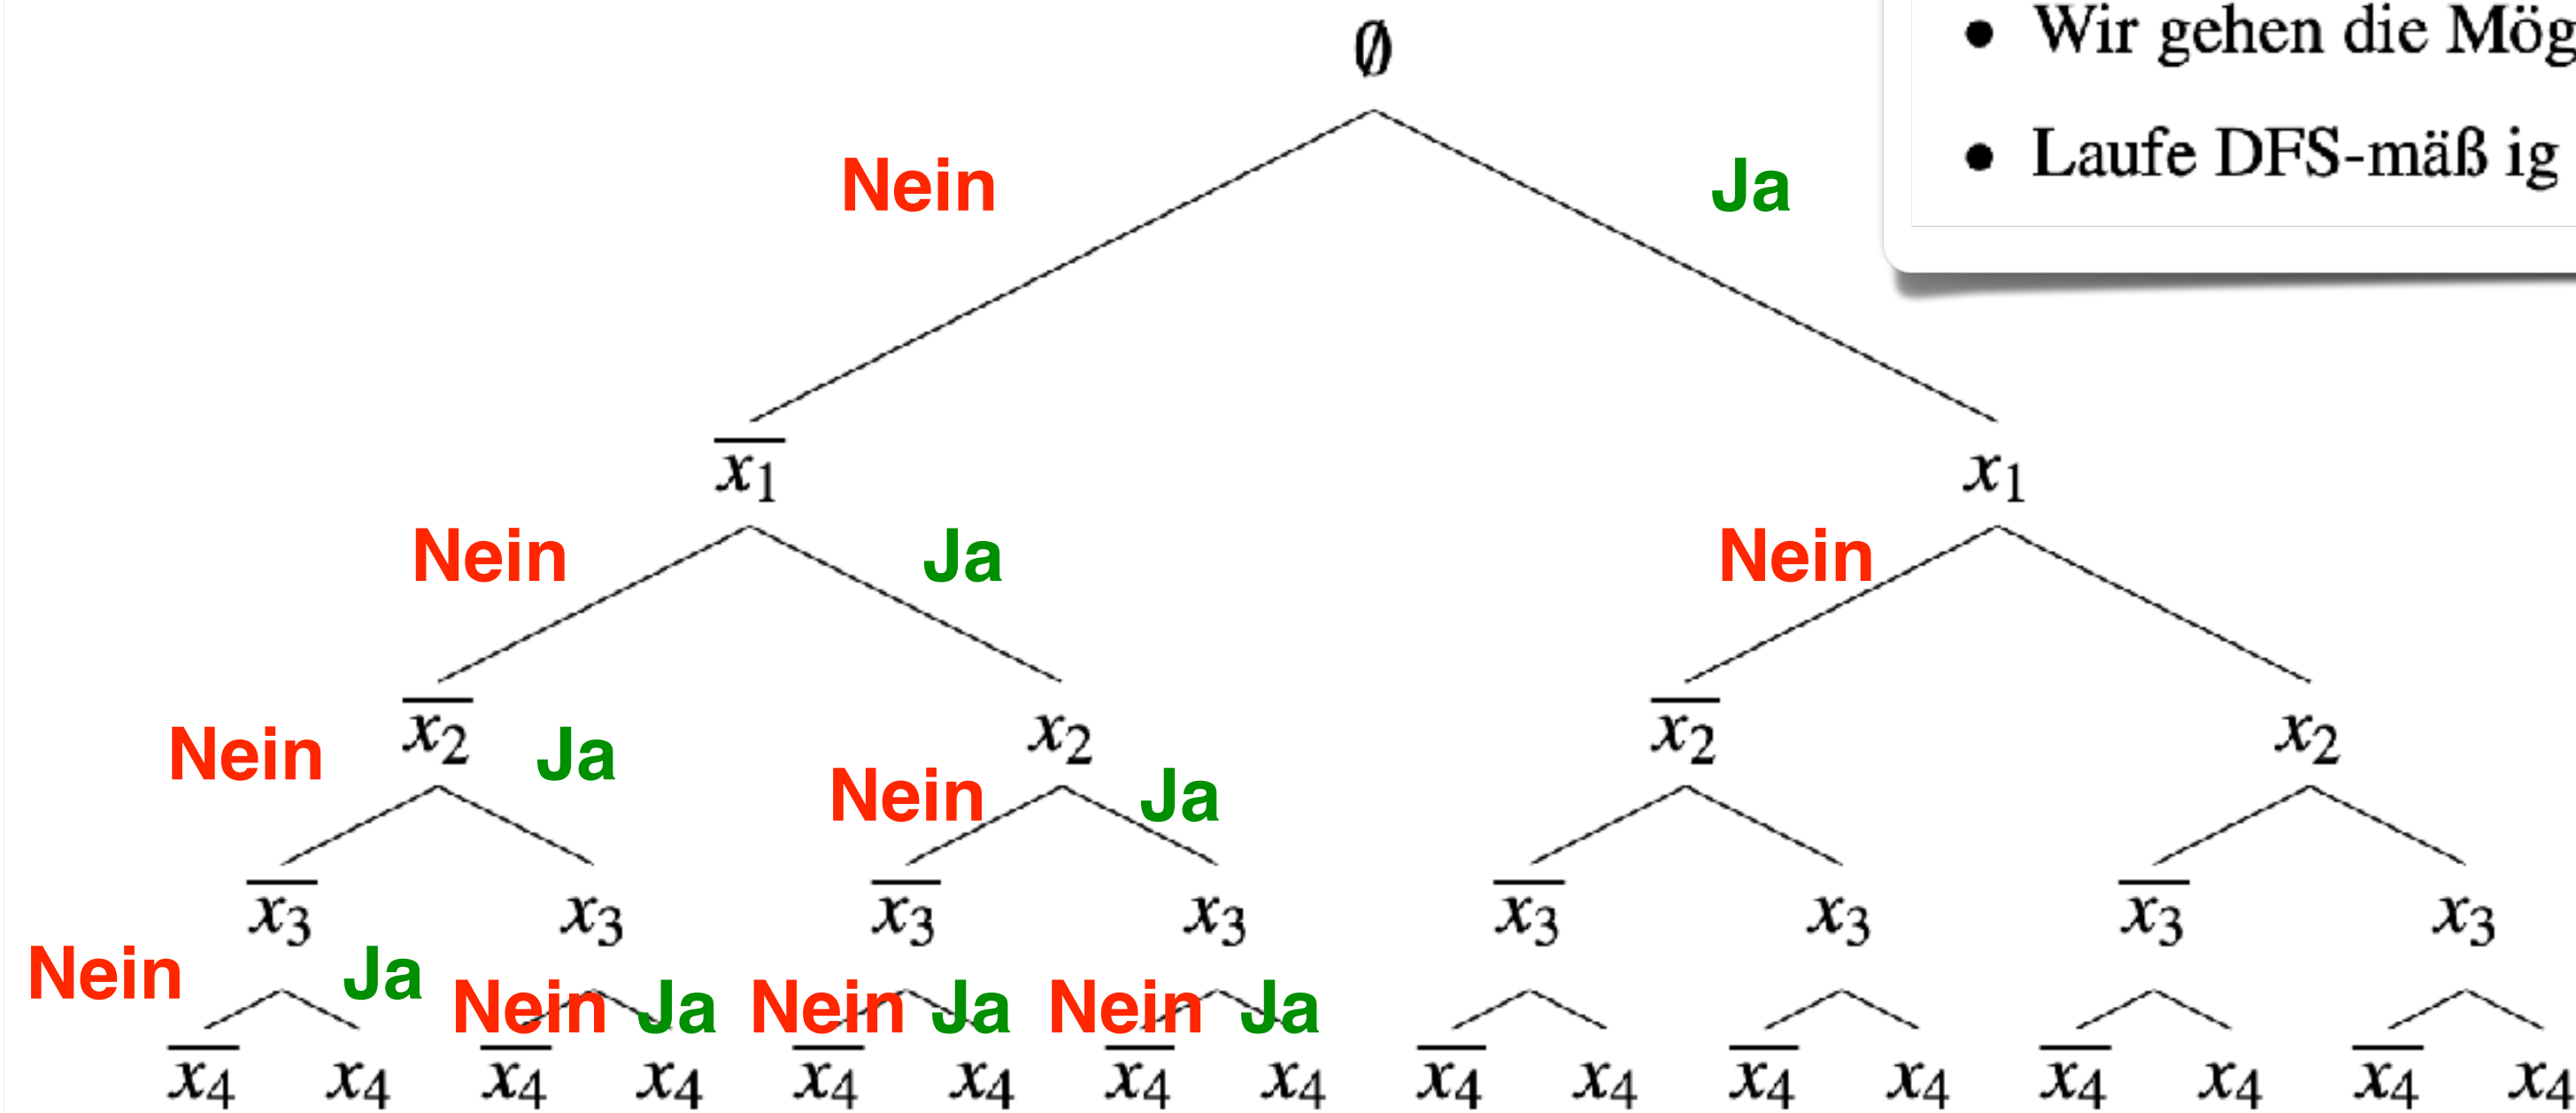 ∅
• Wir gehen die Mög
• Laufe DFS-mäß ig
Nein Ja
x̅₁ x₁
Nein Ja Nein
x̅₂ x₂ x̅₂ x₂
Nein Ja Nein Ja
x̅₃ x₃ x̅₃ x₃ x̅₃ x₃ x̅₃ x₃
Nein Ja Nein Ja Nein Ja Nein Ja
x̅₄ x₄ x̅₄ x₄ x̅₄ x₄ x̅₄ x₄ x̅₄ x₄ x̅₄ x₄ x̅₄ x₄ x̅₄ x₄